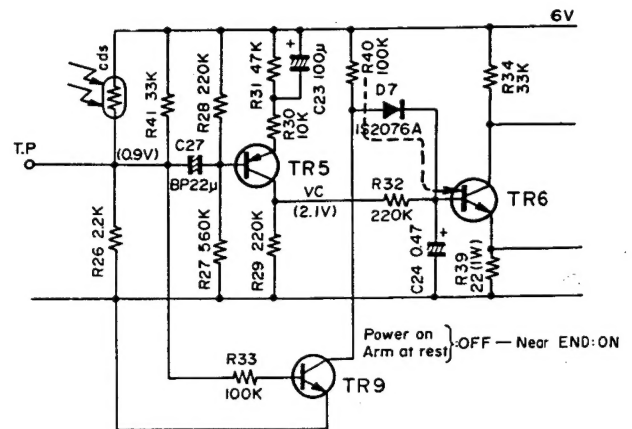 6V
cds
R41 33K
R28 220K
R31 47K
C23 100μ
+
R40 100K
R34 33K
D7
1S2076A
R30 10K
T.P
(0.9V)
C27
BP22μ
TR5
VC
(2.1V)
R32
220K
TR6
R26 2.2K
R27 560K
R29 220K
C24 0.47
+
R39 22(1W)
Power on
Arm at rest } :OFF — Near END:ON
R33
100K
TR9